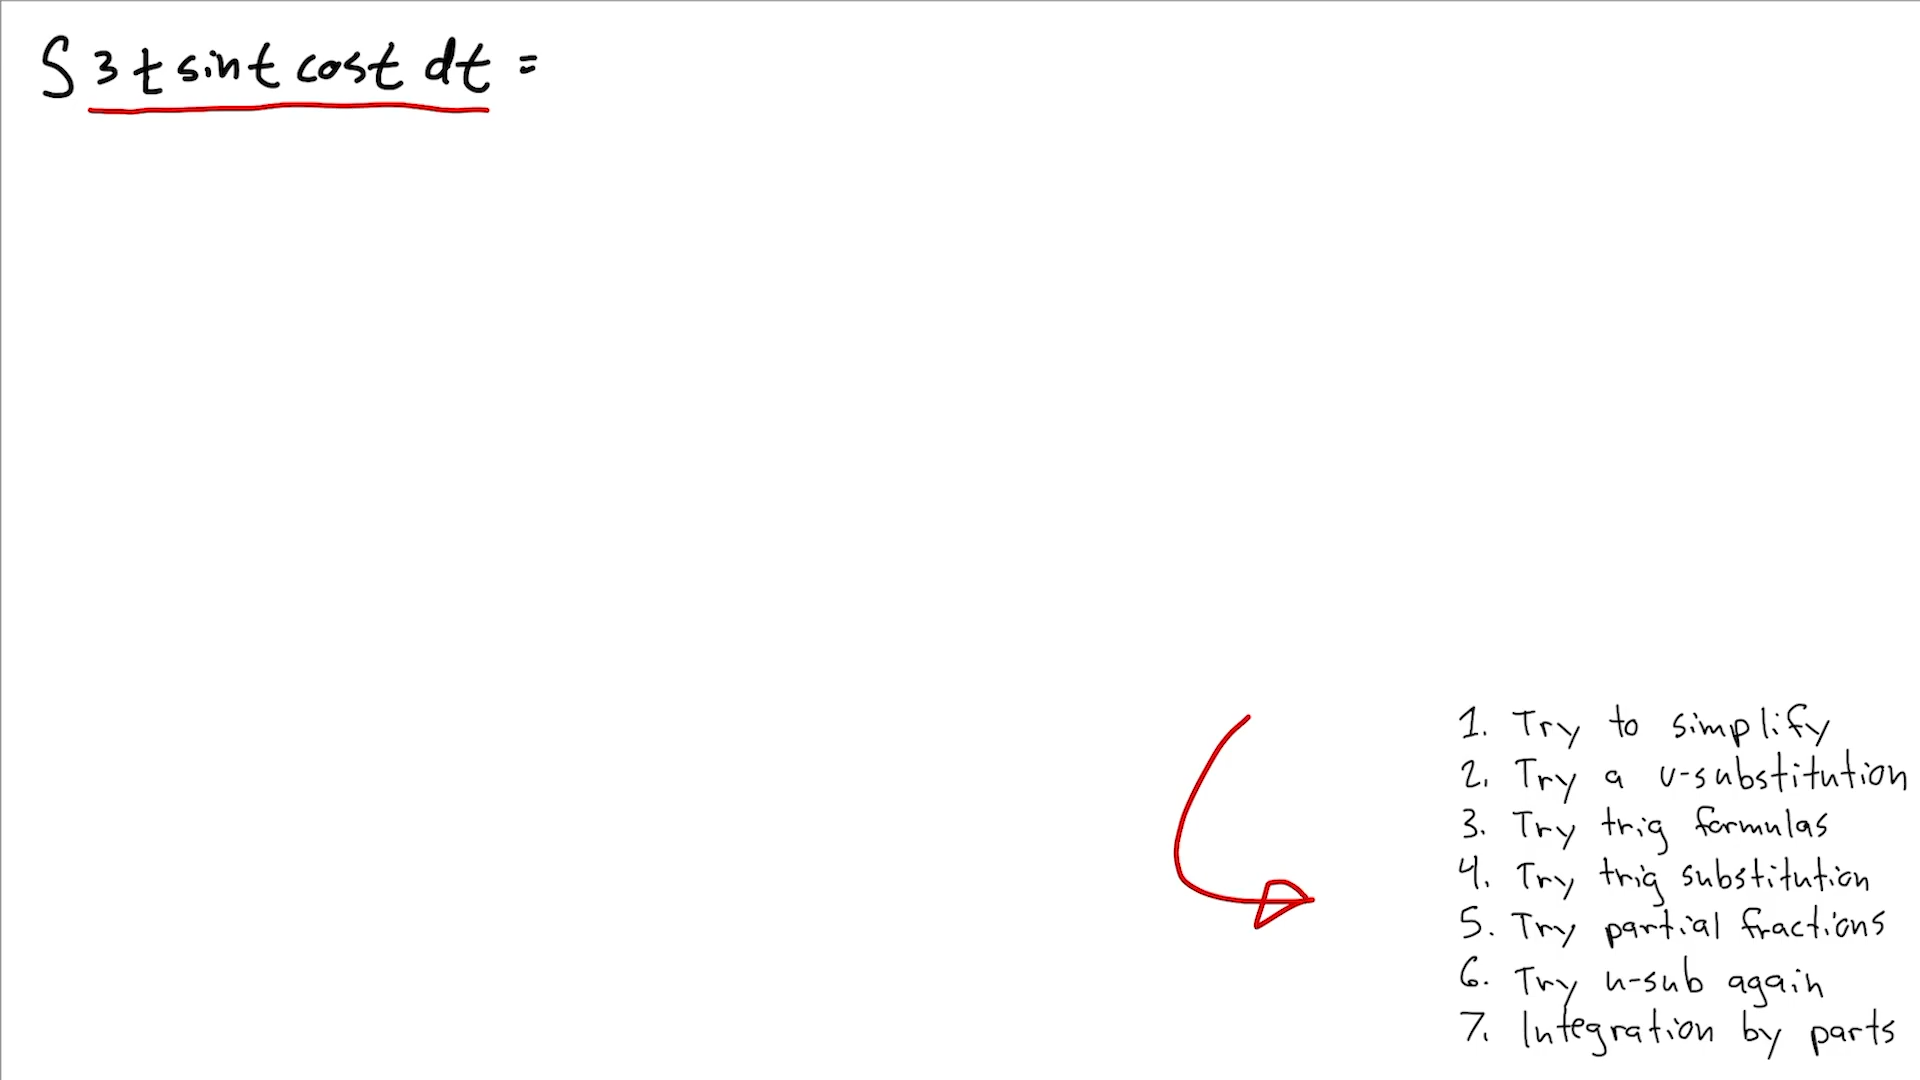 ∫ 3t sint cost dt =
1. Try to simplify
2. Try a u-substitution
3. Try trig formulas
4. Try trig substitution
5. Try partial fractions
6. Try u-sub again
7. Integration by parts